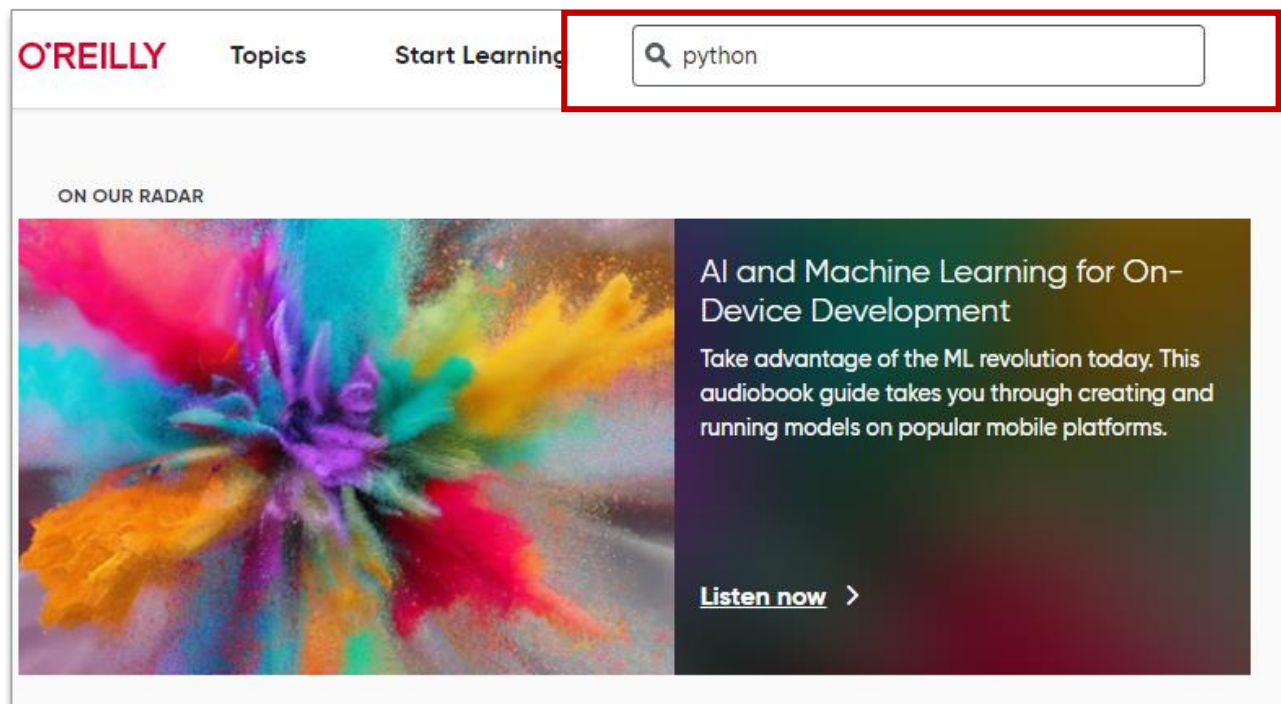 O'REILLY Topics Start Learning python
ON OUR RADAR
AI and Machine Learning for On-
Device Development
Take advantage of the ML revolution today. This
audiobook guide takes you through creating and
running models on popular mobile platforms.
Listen now